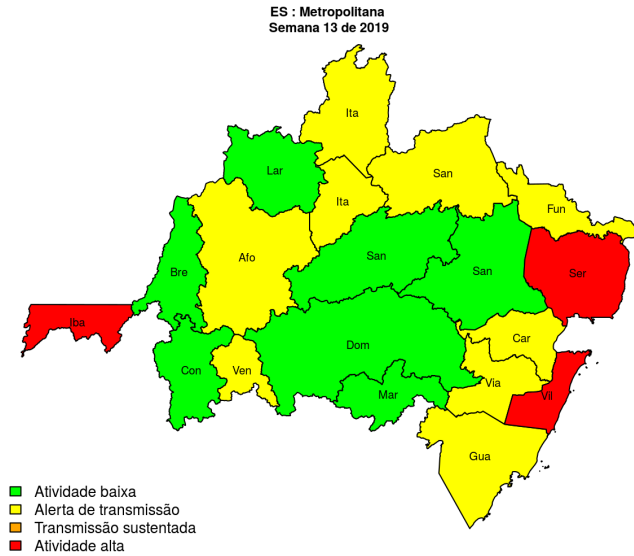 ES : Metropolitana
Semana 13 de 2019
Ita
Lar
San
Ita
Fun
Afo
San
Bre
San
Ser
Iba
Car
Dom
Con
Ven
Via
Mar
Vil
Gua
Atividade baixa
Alerta de transmissão
Transmissão sustentada
Atividade alta